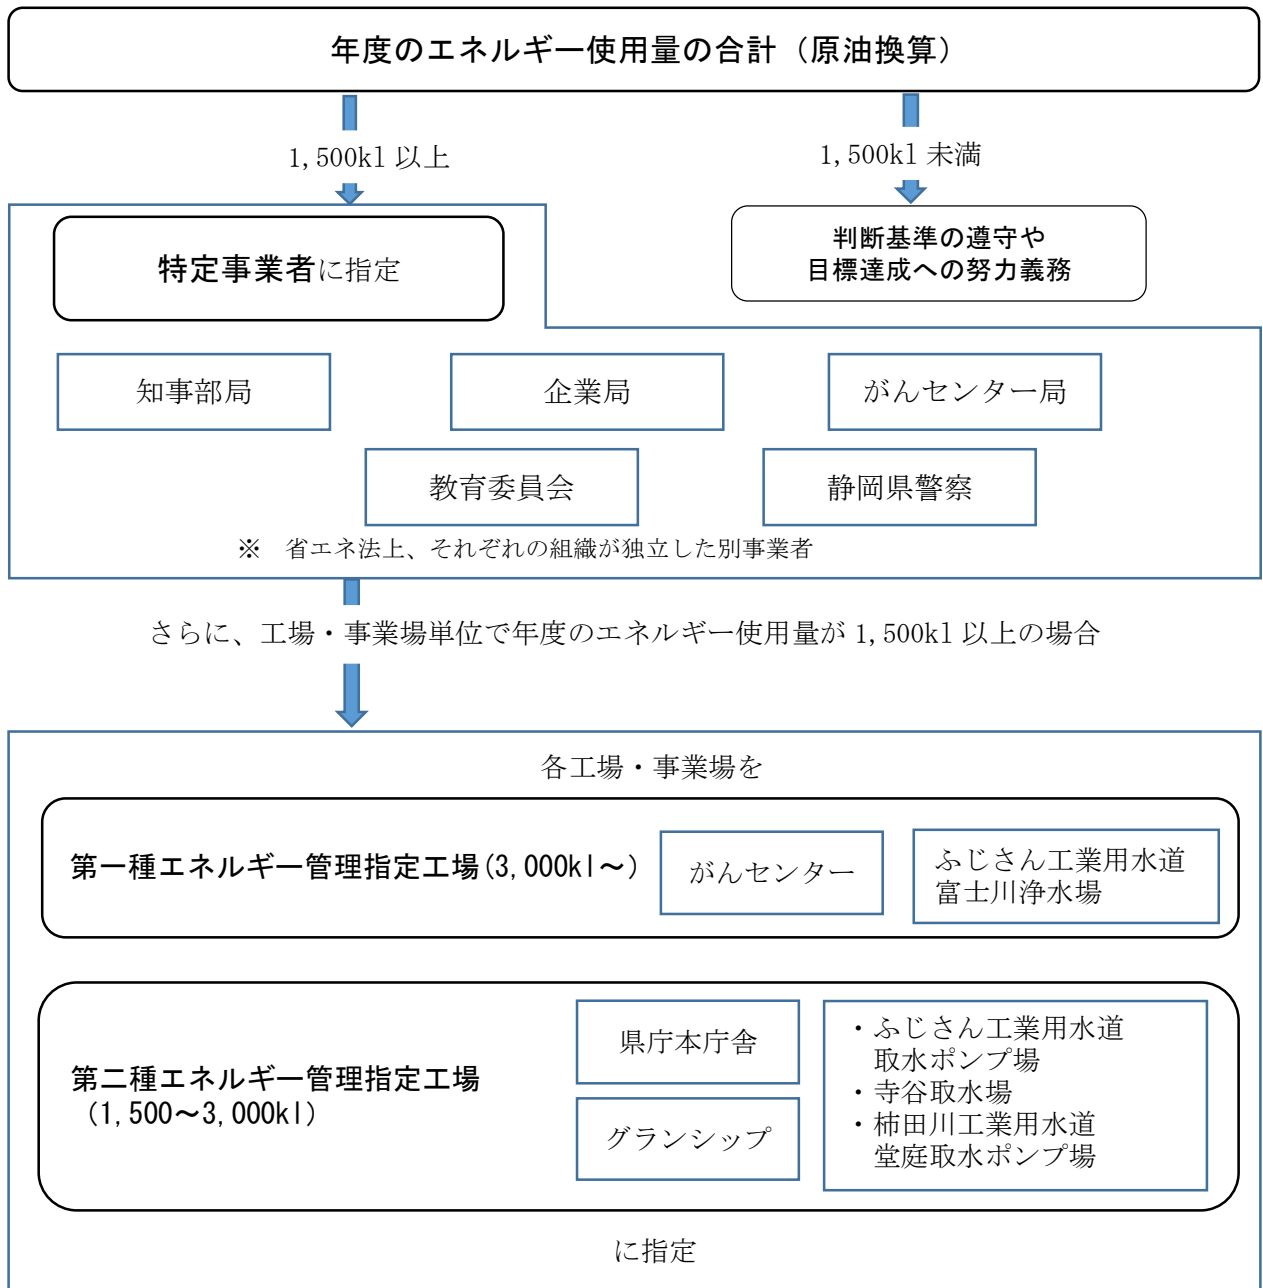 年度のエネルギー使用量の合計（原油換算）
1,500kl 以上
1,500kl 未満
特定事業者に指定
判断基準の遵守や
目標達成への努力義務
知事部局
企業局
がんセンター局
教育委員会
静岡県警察
※　省エネ法上、それぞれの組織が独立した別事業者
さらに、工場・事業場単位で年度のエネルギー使用量が 1,500kl 以上の場合
各工場・事業場を
第一種エネルギー管理指定工場(3,000kl～)
がんセンター
ふじさん工業用水道
富士川浄水場
第二種エネルギー管理指定工場
(1,500～3,000kl)
県庁本庁舎
グランシップ
・ふじさん工業用水道
取水ポンプ場
・寺谷取水場
・柿田川工業用水道
堂庭取水ポンプ場
に指定